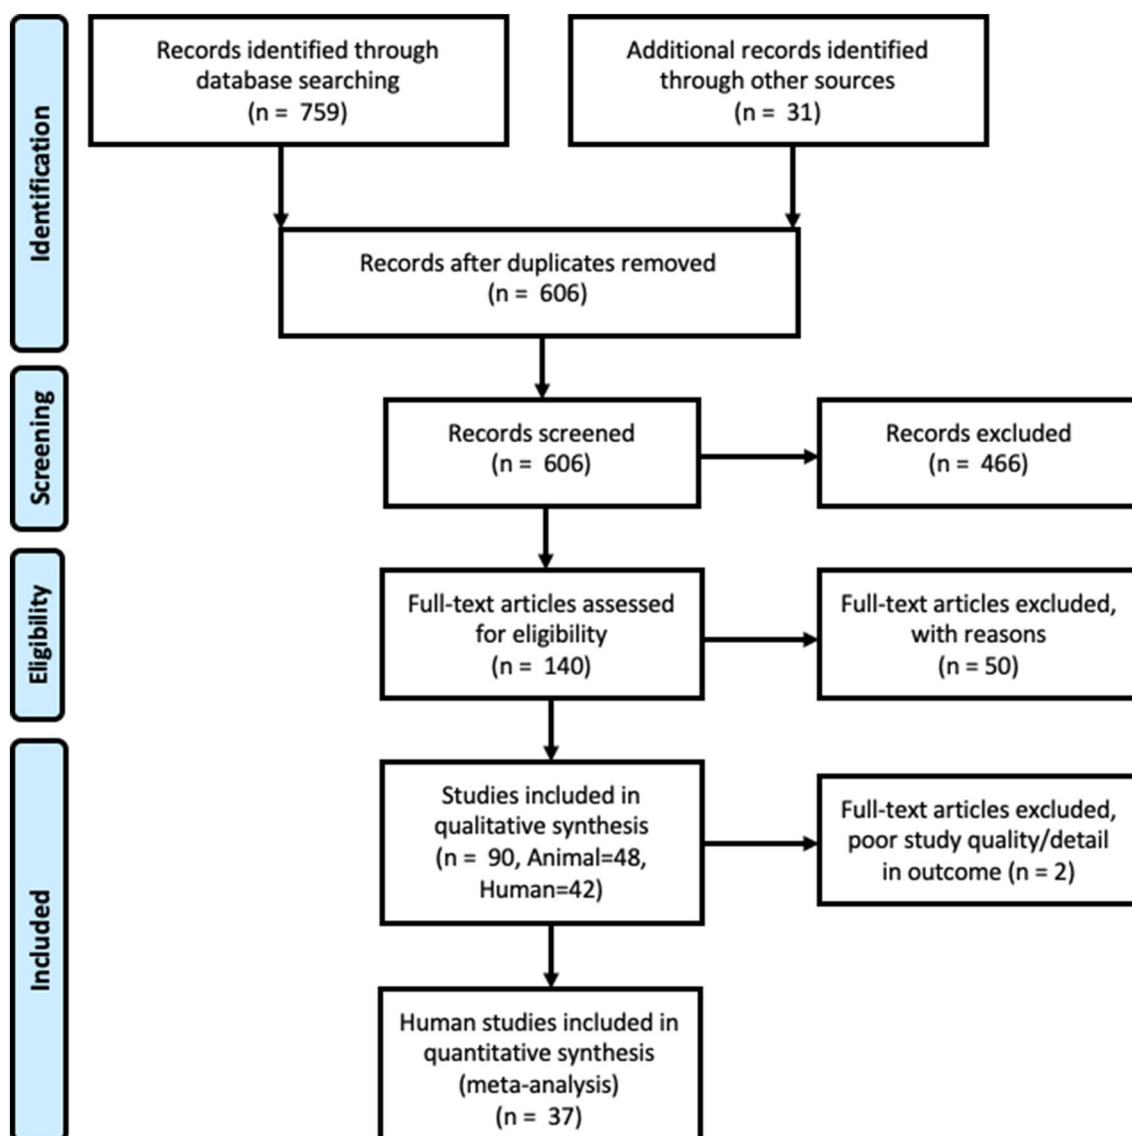 Identification
Records identified through
database searching
(n = 759)
Additional records identified
through other sources
(n = 31)
Records after duplicates removed
(n = 606)
Screening
Records screened
(n = 606)
Records excluded
(n = 466)
Eligibility
Full-text articles assessed
for eligibility
(n = 140)
Full-text articles excluded,
with reasons
(n = 50)
Included
Studies included in
qualitative synthesis
(n = 90, Animal=48,
Human=42)
Full-text articles excluded,
poor study quality/detail
in outcome (n = 2)
Human studies included in
quantitative synthesis
(meta-analysis)
(n = 37)